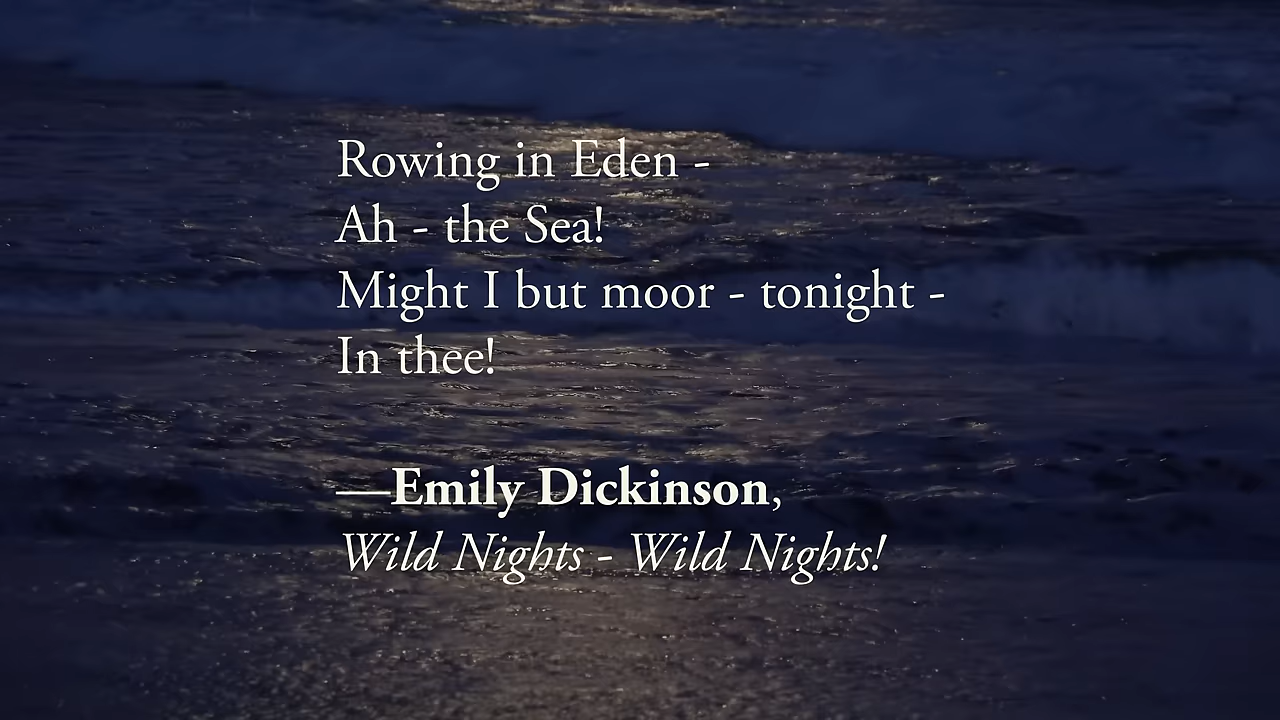 Rowing in Eden -
Ah - the Sea!
Might I but moor - tonight -
In thee!
—Emily Dickinson,
Wild Nights - Wild Nights!